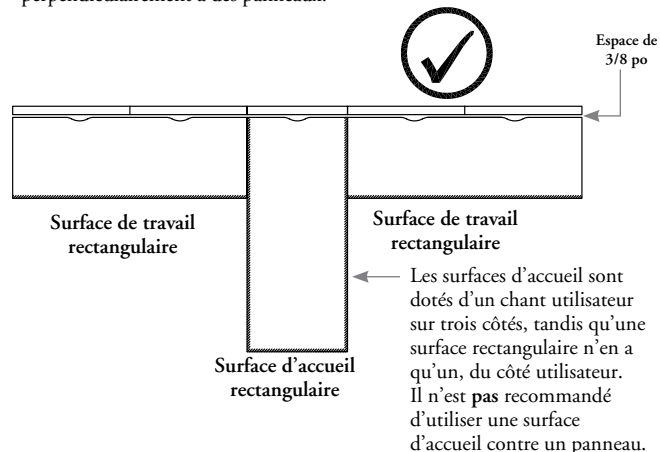 perpendiculairement à des panneaux.
Espace de
3/8 po
Surface de travail
rectangulaire
Surface de travail
rectangulaire
Les surfaces d’accueil sont
dotés d’un chant utilisateur
sur trois côtés, tandis qu’une
surface rectangulaire n’en a
qu’un, du côté utilisateur.
Il n’est pas recommandé
d’utiliser une surface
d’accueil contre un panneau.
Surface d’accueil
rectangulaire